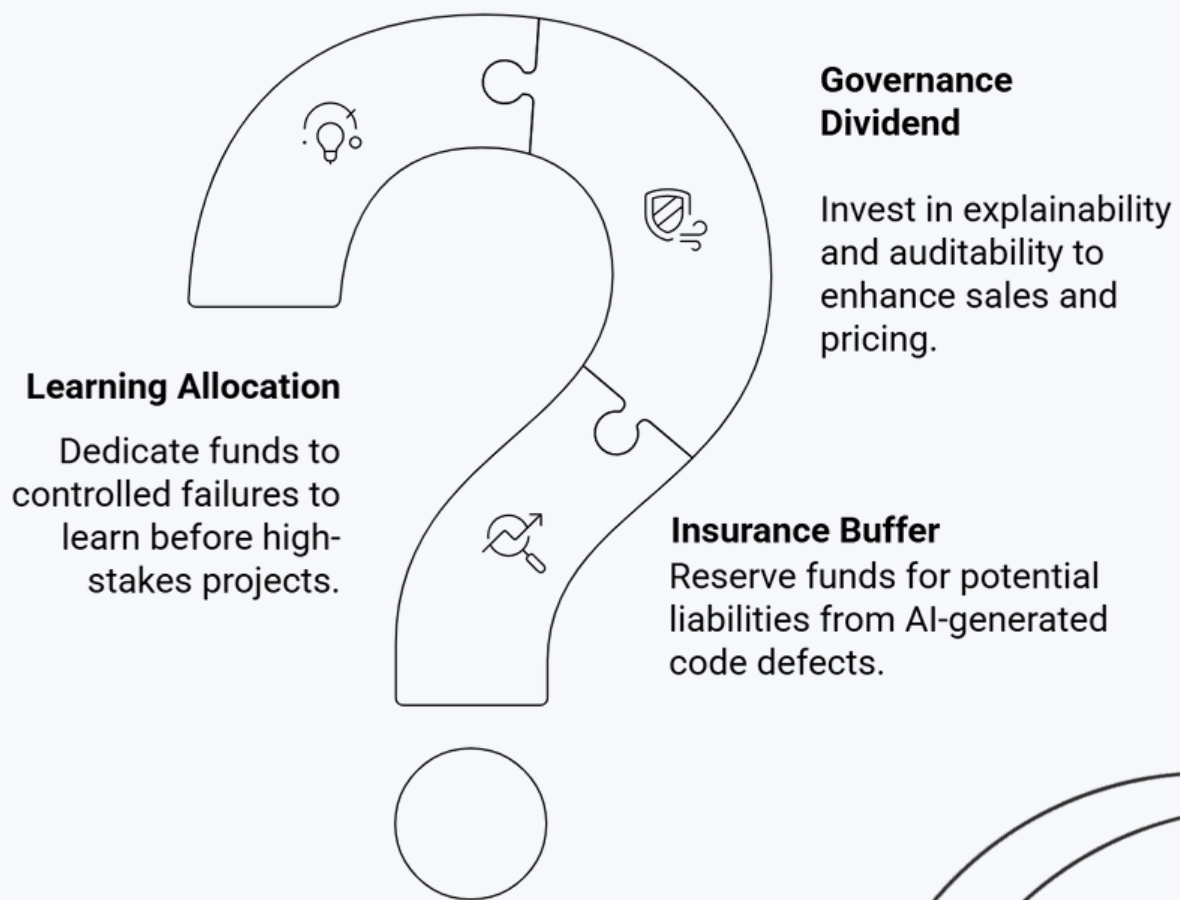 Governance
Dividend
Invest in explainability
and auditability to
enhance sales and
pricing.
Learning Allocation
Dedicate funds to
controlled failures to
learn before high-
stakes projects.
Insurance Buffer
Reserve funds for potential
liabilities from AI-generated
code defects.